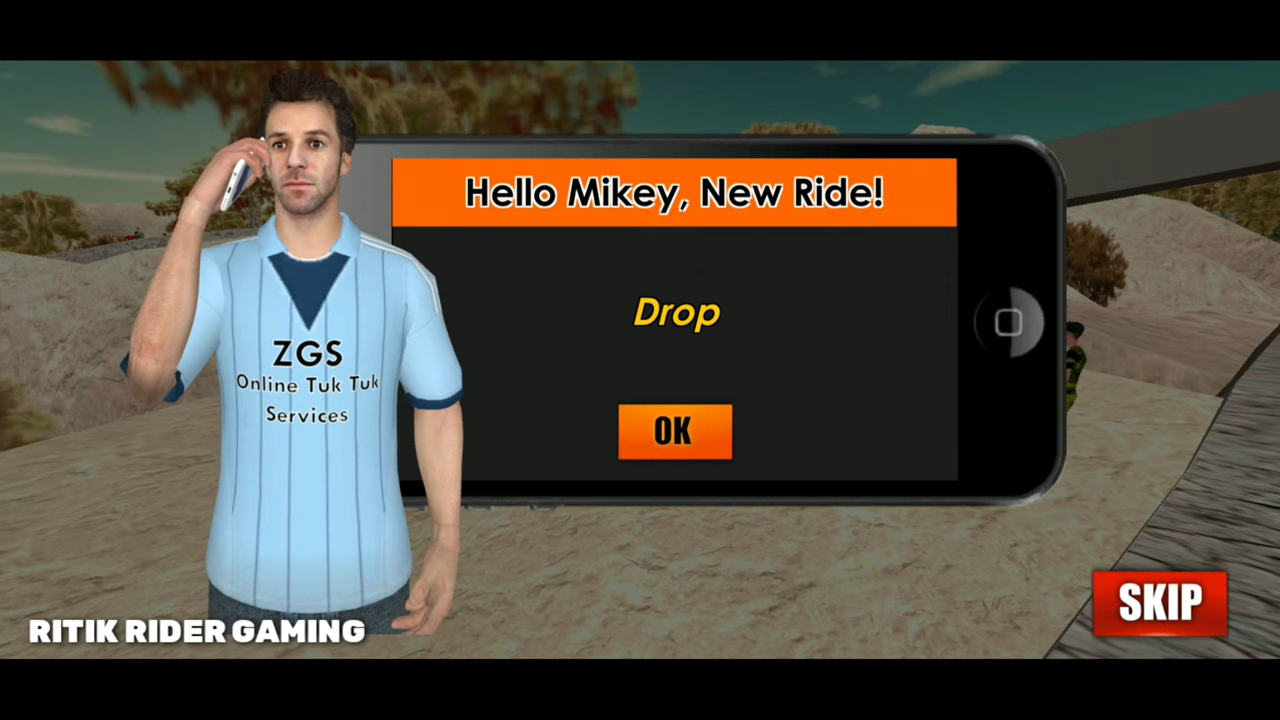 Hello Mikey, New Ride!
Drop
OK
ZGS
Online Tuk Tuk
Services
SKIP
RITIK RIDER GAMING